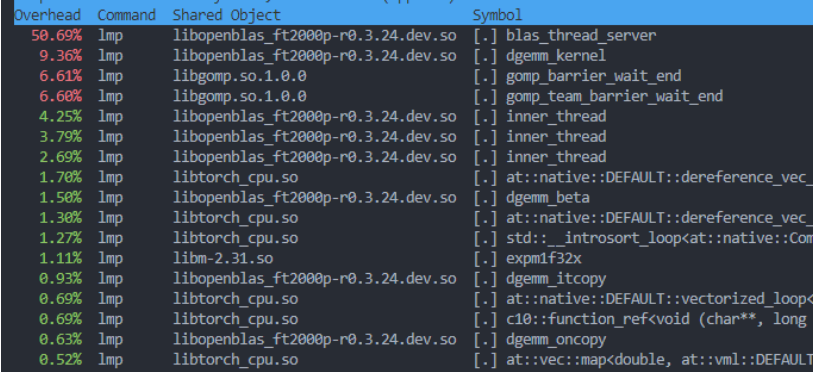 Overhead Command Shared Object Symbol
50.69% lmp libopenblas_ft2000p-r0.3.24.dev.so [.] blas_thread_server
9.36% lmp libopenblas_ft2000p-r0.3.24.dev.so [.] dgemm_kernel
6.61% lmp libgomp.so.1.0.0 [.] gomp_barrier_wait_end
6.60% lmp libgomp.so.1.0.0 [.] gomp_team_barrier_wait_end
4.25% lmp libopenblas_ft2000p-r0.3.24.dev.so [.] inner_thread
3.79% lmp libopenblas_ft2000p-r0.3.24.dev.so [.] inner_thread
2.69% lmp libopenblas_ft2000p-r0.3.24.dev.so [.] inner_thread
1.70% lmp libtorch_cpu.so [.] at::native::DEFAULT::dereference_vec_
1.50% lmp libopenblas_ft2000p-r0.3.24.dev.so [.] dgemm_beta
1.30% lmp libtorch_cpu.so [.] at::native::DEFAULT::dereference_vec_
1.27% lmp libtorch_cpu.so [.] std::__introsort_loop<at::native::Com
1.11% lmp libm-2.31.so [.] expm1f32x
0.93% lmp libopenblas_ft2000p-r0.3.24.dev.so [.] dgemm_itcopy
0.69% lmp libtorch_cpu.so [.] at::native::DEFAULT::vectorized_loop<
0.69% lmp libtorch_cpu.so [.] c10::function_ref<void (char**, long
0.63% lmp libopenblas_ft2000p-r0.3.24.dev.so [.] dgemm_oncopy
0.52% lmp libtorch_cpu.so [.] at::vec::map<double, at::vml::DEFAULT